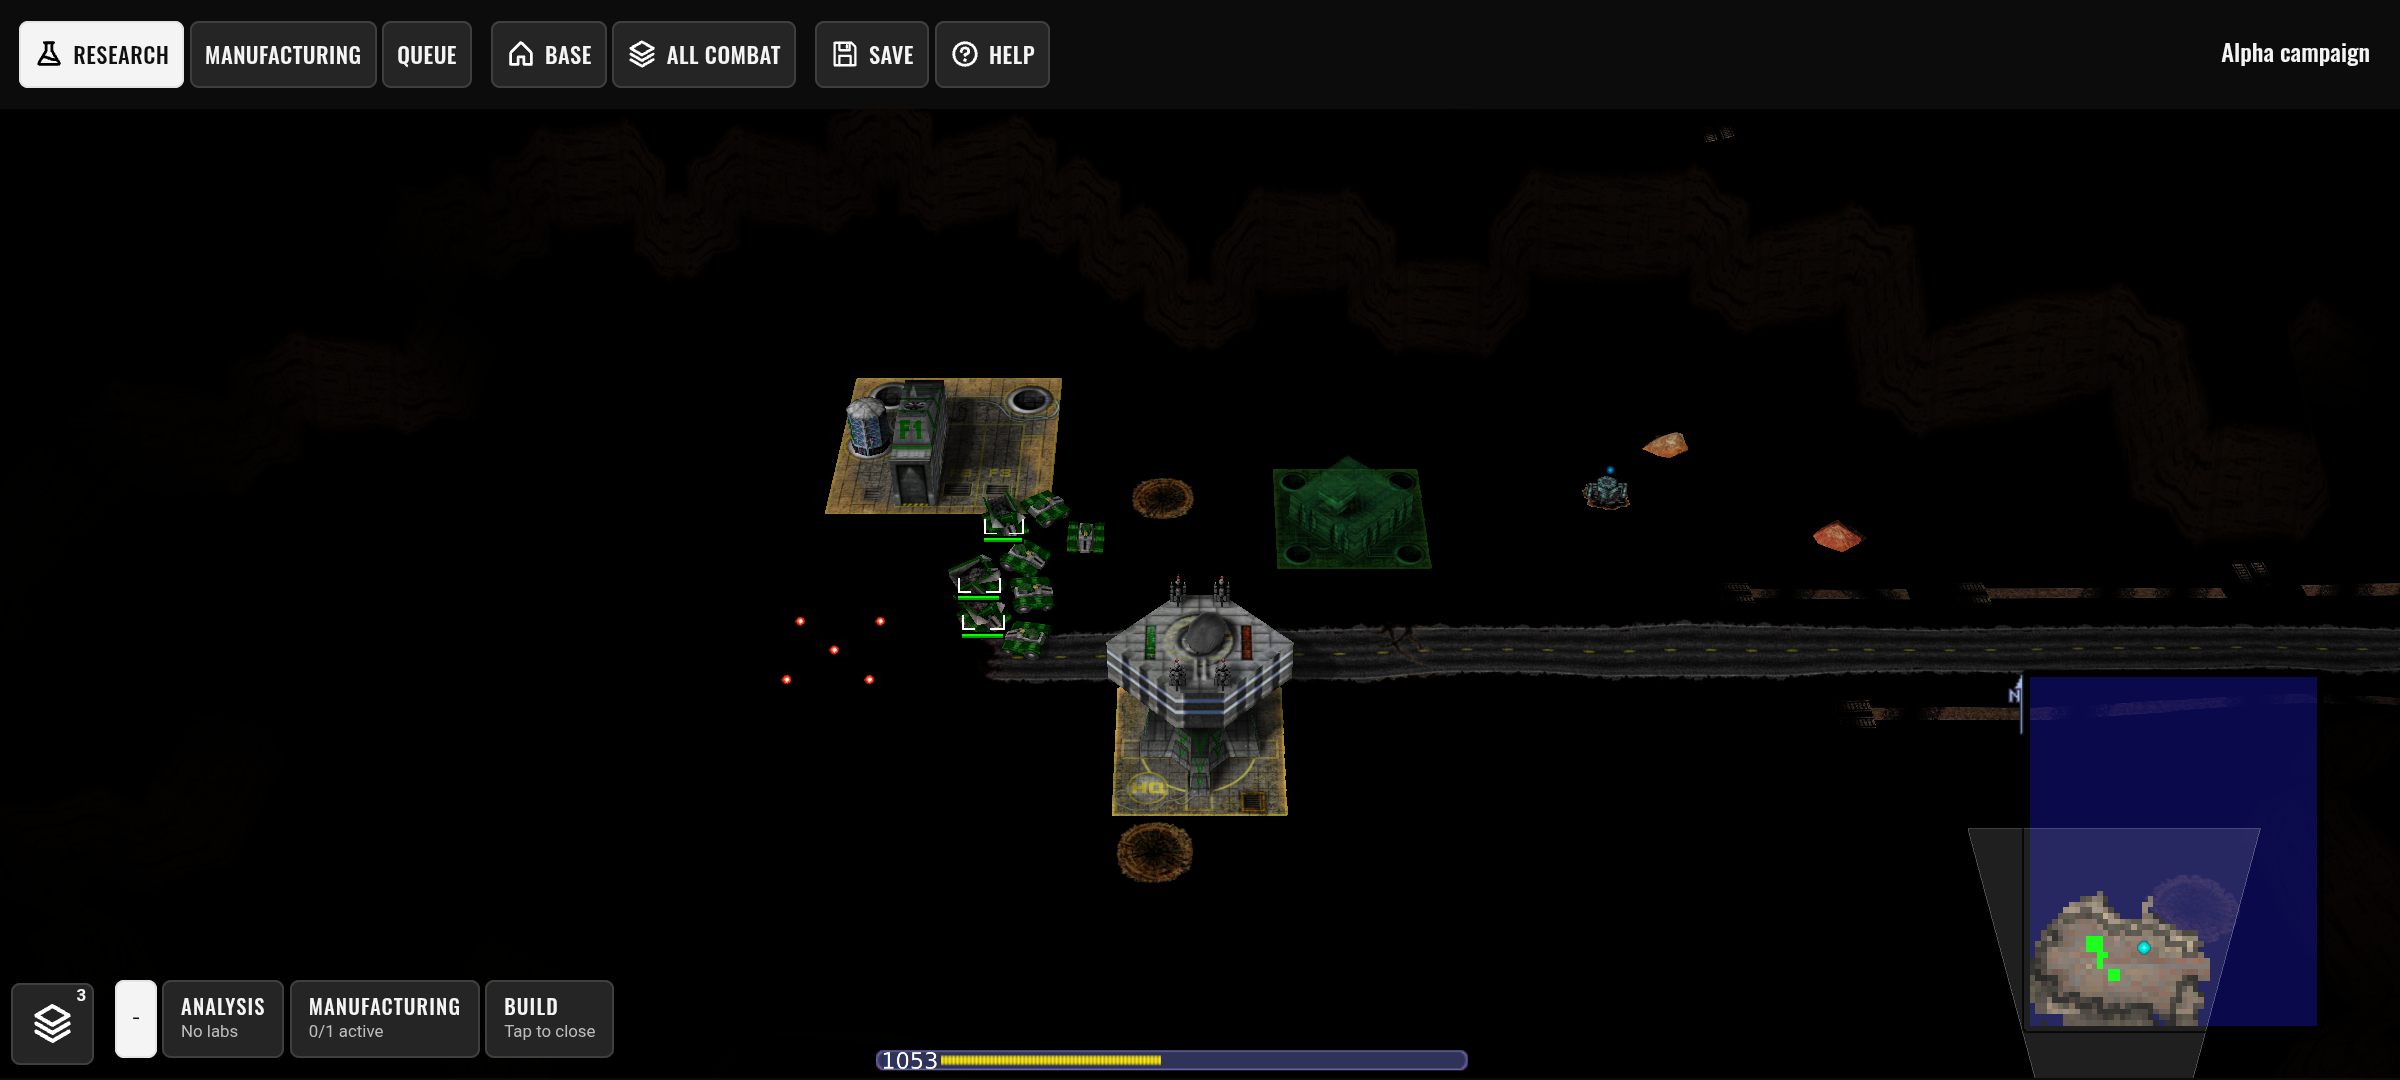 RESEARCH
MANUFACTURING
QUEUE
BASE
ALL COMBAT
SAVE
HELP
Alpha campaign
F1
HQ
N
3
-
ANALYSIS
No labs
MANUFACTURING
0/1 active
BUILD
Tap to close
1053